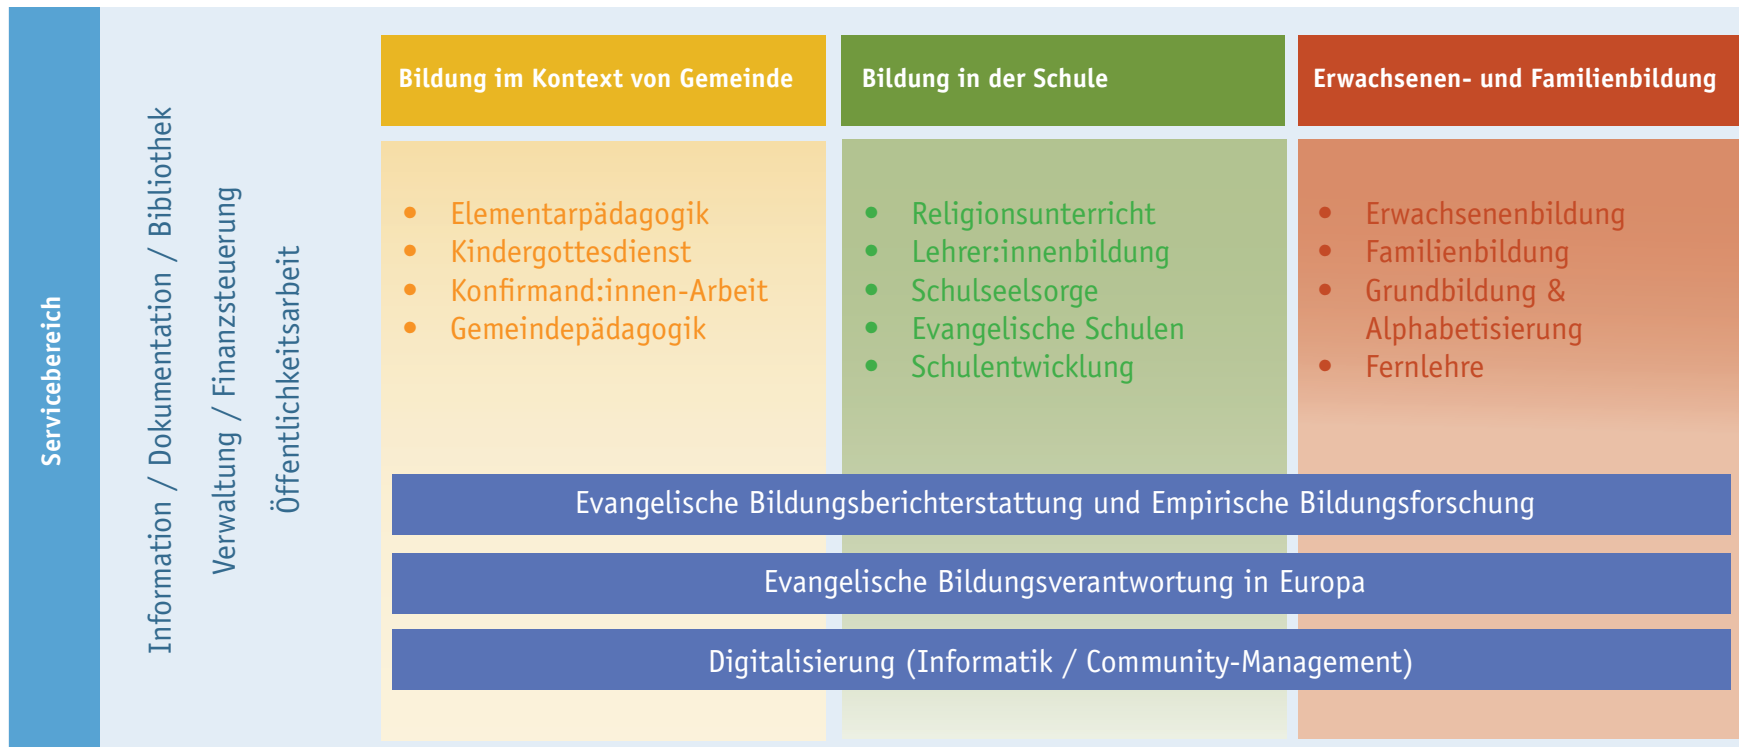 Servicebereich
Information / Dokumentation / Bibliothek
Verwaltung / Finanzsteuerung
Öffentlichkeitsarbeit
Bildung im Kontext von Gemeinde
• Elementarpädagogik
• Kindergottesdienst
• Konfirmand:innen-Arbeit
• Gemeindepädagogik
Bildung in der Schule
• Religionsunterricht
• Lehrer:innenbildung
• Schulseelsorge
• Evangelische Schulen
• Schulentwicklung
Erwachsenen- und Familienbildung
• Erwachsenenbildung
• Familienbildung
• Grundbildung &
Alphabetisierung
• Fernlehre
Evangelische Bildungsberichterstattung und Empirische Bildungsforschung
Evangelische Bildungsverantwortung in Europa
Digitalisierung (Informatik / Community-Management)